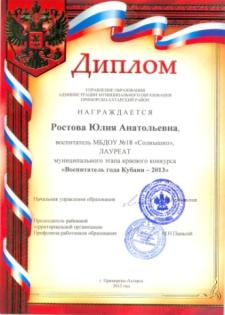 Диплом
УПРАВЛЕНИЕ ОБРАЗОВАНИЯ
АДМИНИСТРАЦИИ МУНИЦИПАЛЬНОГО ОБРАЗОВАНИЯ
ПРИМОРСКО-АХТАРСКИЙ РАЙОН
НАГРАЖДАЕТСЯ
Ростова Юлия Анатольевна,
воспитатель МБДОУ №18 «Солнышко»,
ЛАУРЕАТ
муниципального этапа краевого конкурса
«Воспитатель года Кубани – 2013»
Начальник управления образования
Председатель районной
территориальной организации
Профсоюза работников образования
г. Приморско-Ахтарск
2013 год